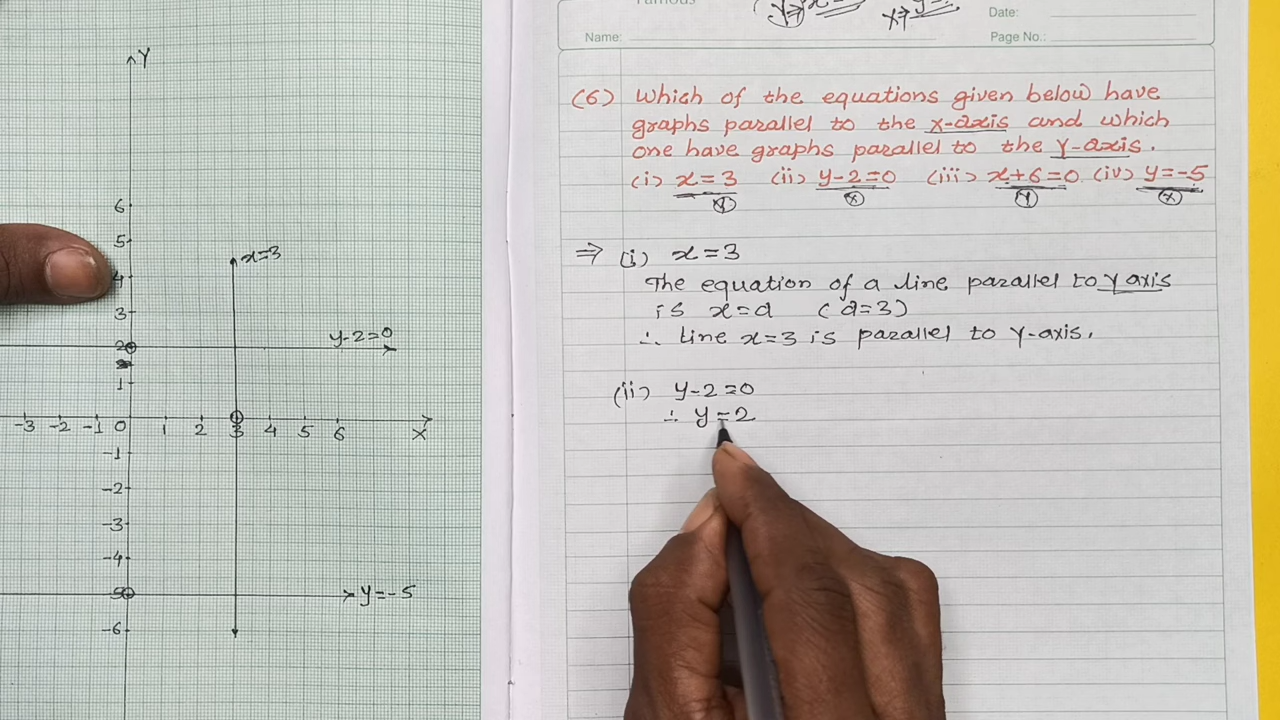 Y
6
5
4
3
2
1
x=3
y-2=0
-3 -2 -1 0 1 2 3 4 5 6 X
-1
-2
-3
-4
-5
y=-5
-6
Famous
Date:
Name:
Page No.:
(6) Which of the equations given below have
graphs parallel to the x-axis and which
one have graphs parallel to the Y-axis.
(i) x=3 (ii) y-2=0 (iii) x+6=0 (iv) y=-5
Y X Y X
⇒ (i) x=3
The equation of a line parallel to Y axis
is x=a (a=3)
∴ Line x=3 is parallel to Y-axis.
(ii) y-2=0
∴ y=2